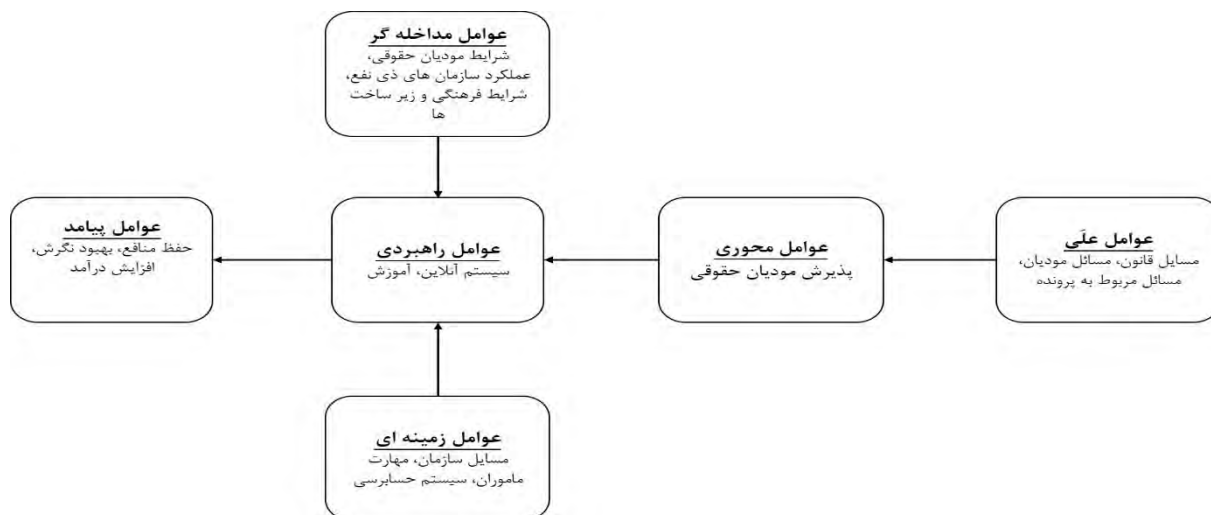 عوامل مداخله گر
شرایط مودیان حقوقی،
عملکرد سازمان های ذی نفع،
شرایط فرهنگی و زیر ساخت
ها
عوامل علّی
مسایل قانون، مسائل مودیان،
مسائل مربوط به پرونده
عوامل محوری
پذیرش مودیان حقوقی
عوامل راهبردی
سیستم آنلاین، آموزش
عوامل پیامد
حفظ منافع، بهبود نگرش،
افزایش درآمد
عوامل زمینه ای
مسایل سازمان، مهارت
ماموران، سیستم حسابرسی